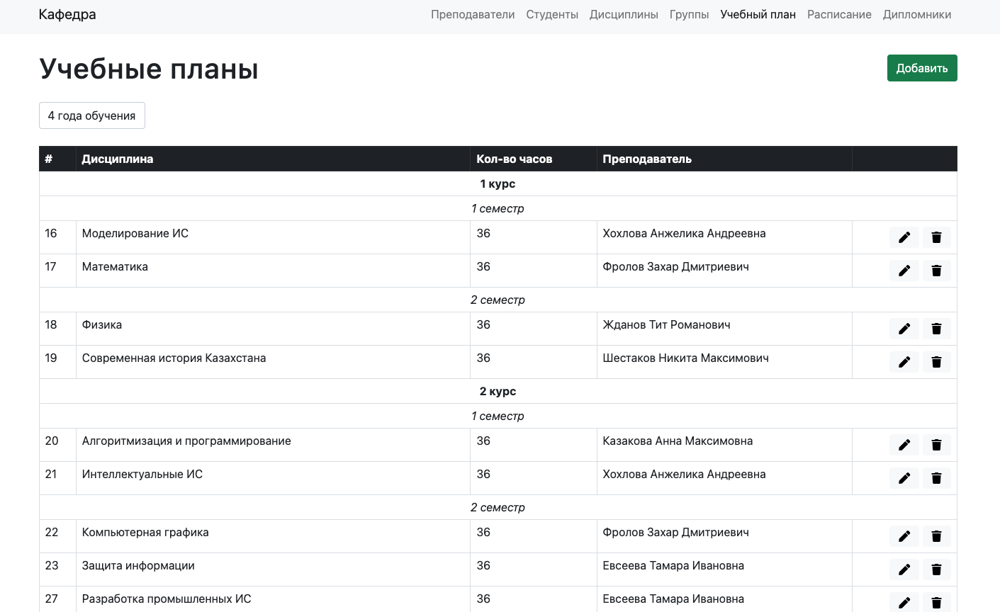 Кафедра Преподаватели Студенты Дисциплины Группы Учебный план Расписание Дипломники
Учебные планы Добавить
4 года обучения
# Дисциплина Кол-во часов Преподаватель
1 курс
1 семестр
16 Моделирование ИС 36 Хохлова Анжелика Андреевна
17 Математика 36 Фролов Захар Дмитриевич
2 семестр
18 Физика 36 Жданов Тит Романович
19 Современная история Казахстана 36 Шестаков Никита Максимович
2 курс
1 семестр
20 Алгоритмизация и программирование 36 Казакова Анна Максимовна
21 Интеллектуальные ИС 36 Хохлова Анжелика Андреевна
2 семестр
22 Компьютерная графика 36 Фролов Захар Дмитриевич
23 Защита информации 36 Евсеева Тамара Ивановна
27 Разработка промышленных ИС 36 Евсеева Тамара Ивановна